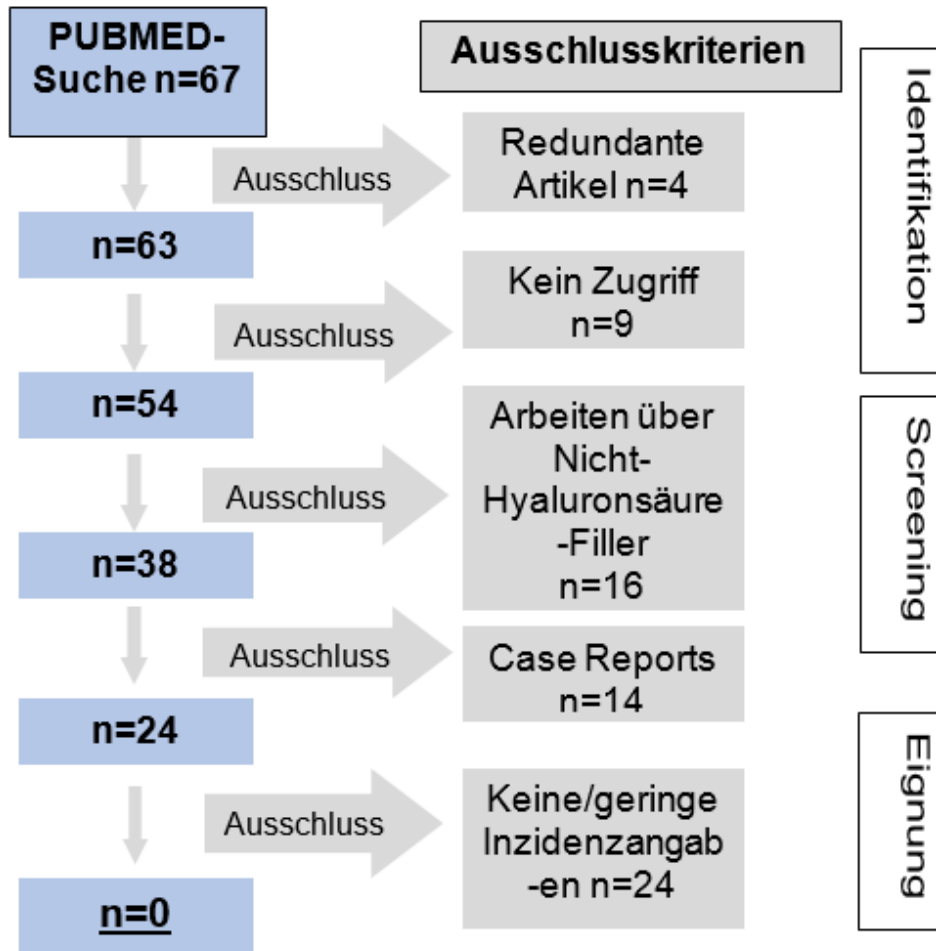 PUBMED-
Suche n=67
Ausschlusskriterien
Identifikation
Ausschluss
Redundante
Artikel n=4
n=63
Ausschluss
Kein Zugriff
n=9
n=54
Ausschluss
Arbeiten über
Nicht-
Hyaluronsäure
-Filler
n=16
Screening
n=38
Ausschluss
Case Reports
n=14
n=24
Ausschluss
Keine/geringe
Inzidenzangab
-en n=24
Eignung
n=0